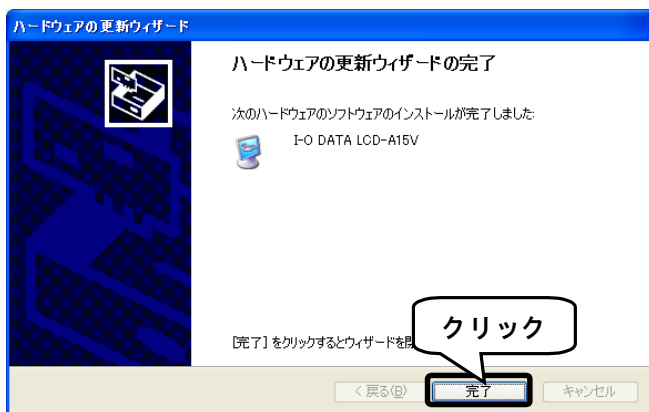 ハードウェアの更新ウィザード
ハードウェアの更新ウィザードの完了
次のハードウェアのソフトウェアのインストールが完了しました:
I-O DATA LCD-A15V
[完了] をクリックするとウィザードを閉
クリック
< 戻る(B)
完了
キャンセル